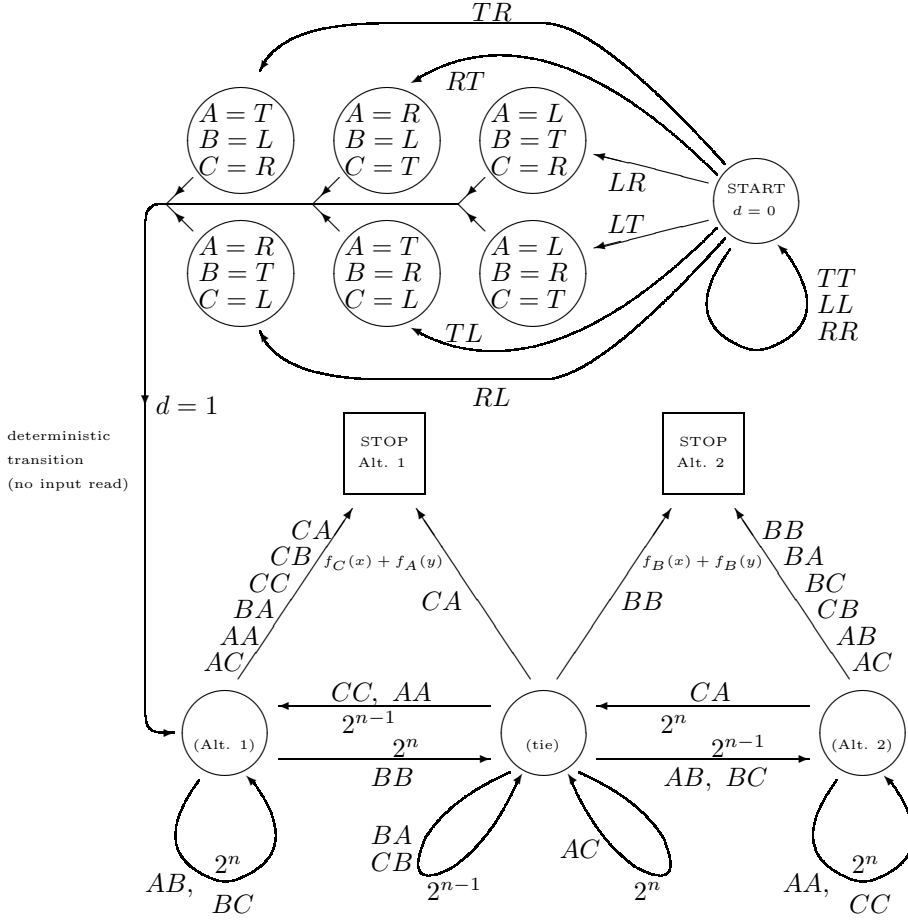 TR
RT
A = T
B = L
C = R
A = R
B = L
C = T
A = L
B = T
C = R
LR
START
d = 0
LT
A = R
B = T
C = L
A = T
B = R
C = L
A = L
B = R
C = T
TT
LL
RR
TL
RL
d = 1
deterministic
transition
(no input read)
STOP
Alt. 1
STOP
Alt. 2
CA
CB
CC
BA
AA
AC
f_C(x) + f_A(y)
CA
f_B(x) + f_B(y)
BB
BB
BA
BC
CB
AB
AC
CC, AA
2^{n-1}
CA
2^n
(Alt. 1)
(tie)
(Alt. 2)
2^n
BB
2^{n-1}
AB, BC
AB,
2^n
BC
BA
CB
2^{n-1}
AC
2^n
AA,
2^n
CC